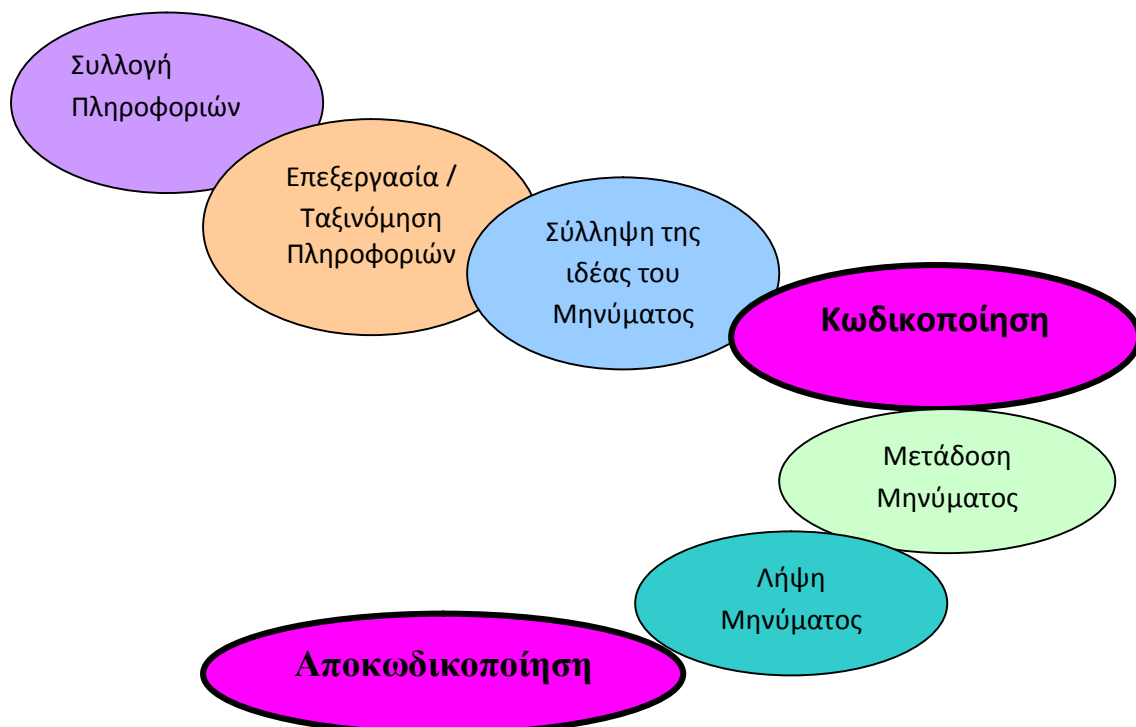 Συλλογή
Πληροφοριών
Επεξεργασία /
Ταξινόμηση
Πληροφοριών
Σύλληψη της
ιδέας του
Μηνύματος
Κωδικοποίηση
Μετάδοση
Μηνύματος
Λήψη
Μηνύματος
Αποκωδικοποίηση